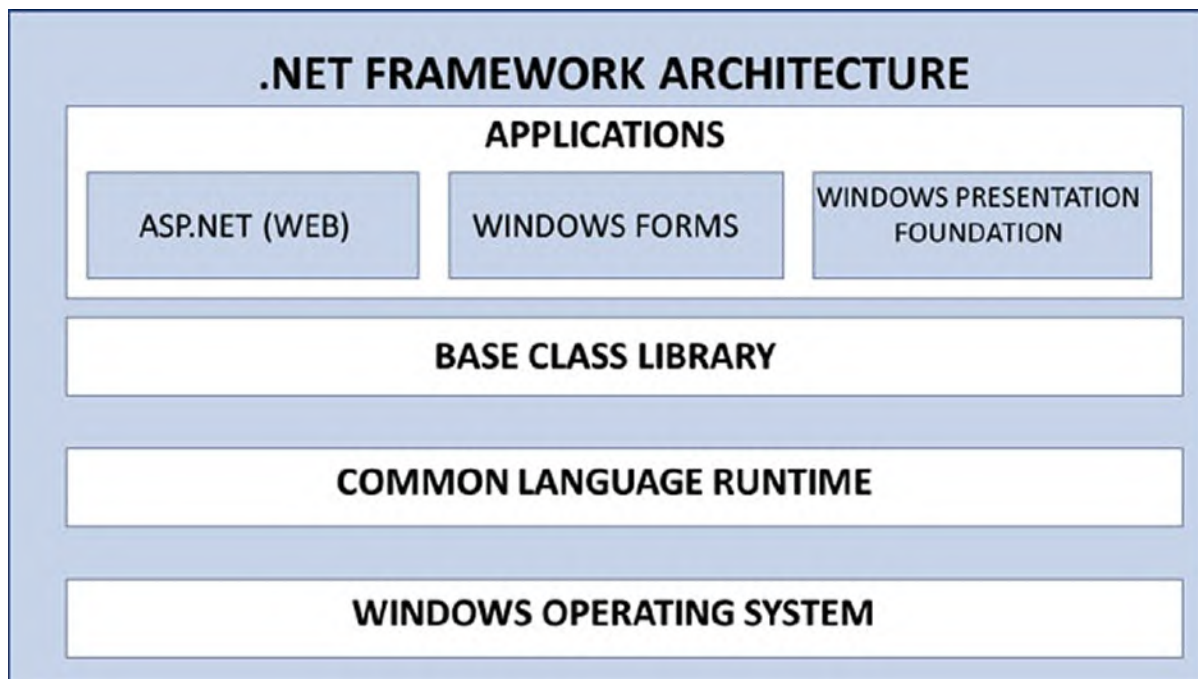 .NET FRAMEWORK ARCHITECTURE
APPLICATIONS
ASP.NET (WEB)
WINDOWS FORMS
WINDOWS PRESENTATION
FOUNDATION
BASE CLASS LIBRARY
COMMON LANGUAGE RUNTIME
WINDOWS OPERATING SYSTEM